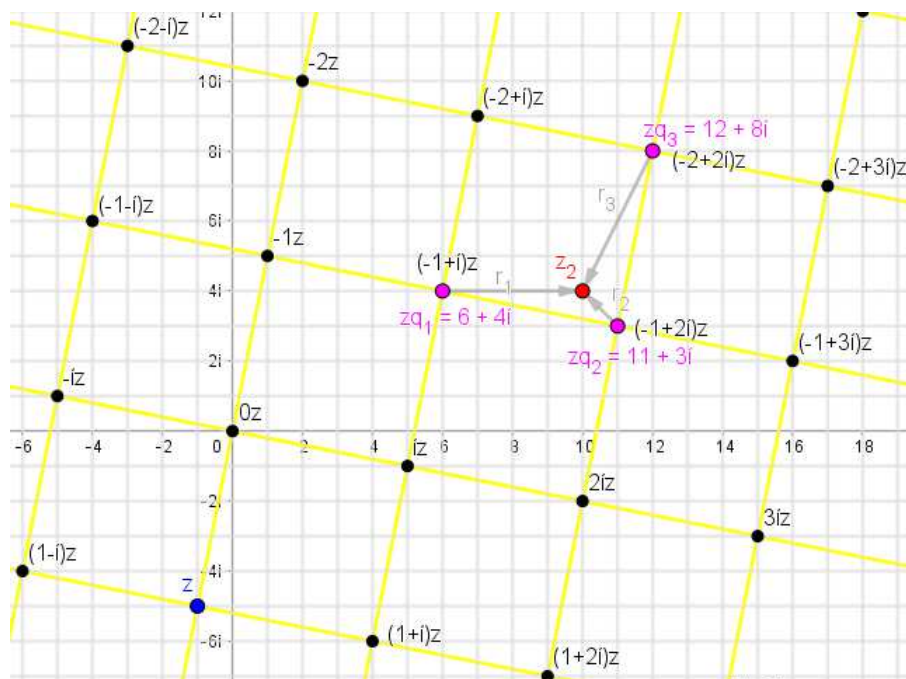 12i
(-2-i)z
-2z
10i
(-2+i)z
zq3 = 12 + 8i
8i
(-2+2i)z
(-2+3i)z
r3
(-1-i)z
6i
-1z
(-1+i)z
z2
4i
r1
r2
zq1 = 6 + 4i
(-1+2i)z
zq2 = 11 + 3i
(-1+3i)z
2i
-iz
0z
-6 -4 -2 0 2 4 6 8 10 12 14 16 18
iz
-2i
2iz
3iz
(1-i)z
-4i
z
-6i
(1+i)z
(1+2i)z